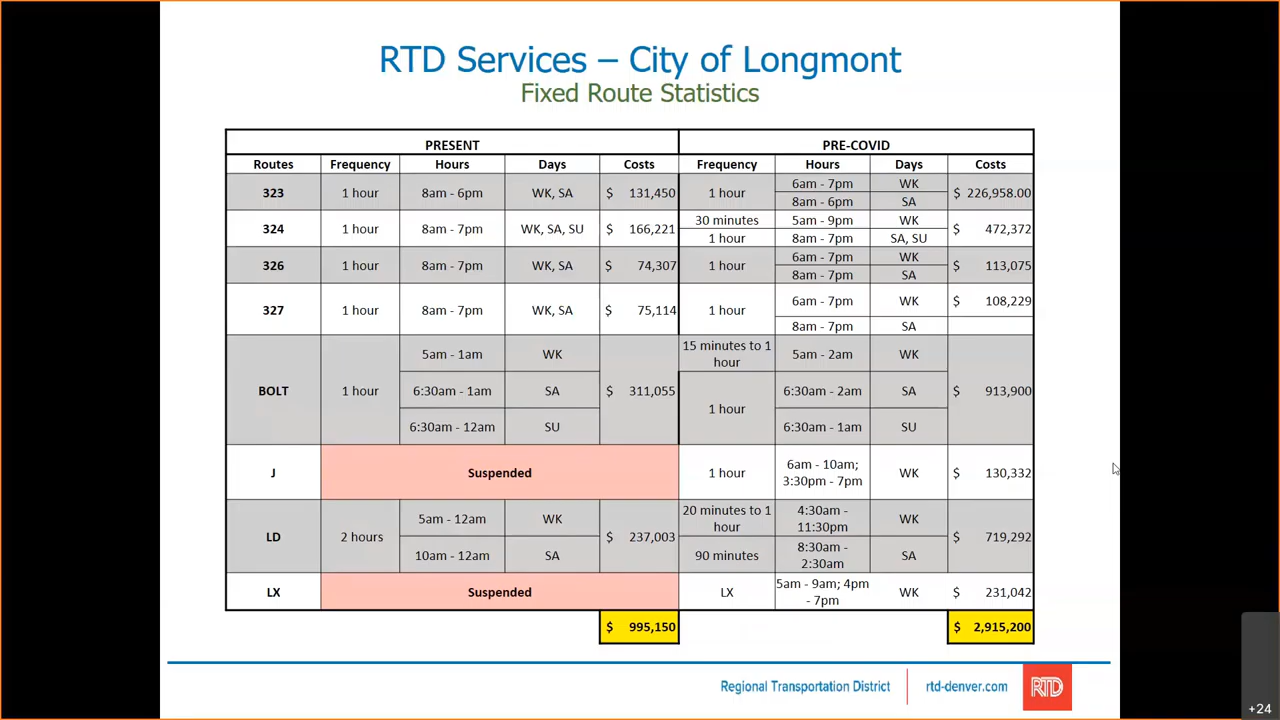 RTD Services – City of Longmont
Fixed Route Statistics
PRESENT PRE-COVID
Routes Frequency Hours Days Costs Frequency Hours Days Costs
323 1 hour 8am - 6pm WK, SA $ 131,450 1 hour 6am - 7pm WK $ 226,958.00
8am - 6pm SA
324 1 hour 8am - 7pm WK, SA, SU $ 166,221 30 minutes 5am - 9pm WK $ 472,372
1 hour 8am - 7pm SA, SU
326 1 hour 8am - 7pm WK, SA $ 74,307 1 hour 6am - 7pm WK $ 113,075
8am - 7pm SA
327 1 hour 8am - 7pm WK, SA $ 75,114 1 hour 6am - 7pm WK $ 108,229
8am - 7pm SA
BOLT 1 hour 5am - 1am WK $ 311,055 15 minutes to 1 hour 5am - 2am WK $ 913,900
6:30am - 1am SA 1 hour 6:30am - 2am SA
6:30am - 12am SU 6:30am - 1am SU
J Suspended 1 hour 6am - 10am; 3:30pm - 7pm WK $ 130,332
LD 2 hours 5am - 12am WK $ 237,003 20 minutes to 1 hour 4:30am - 11:30pm WK $ 719,292
10am - 12am SA 90 minutes 8:30am - 2:30am SA
LX Suspended LX 5am - 9am; 4pm - 7pm WK $ 231,042
$ 995,150 $ 2,915,200
Regional Transportation District rtd-denver.com RTD
+24